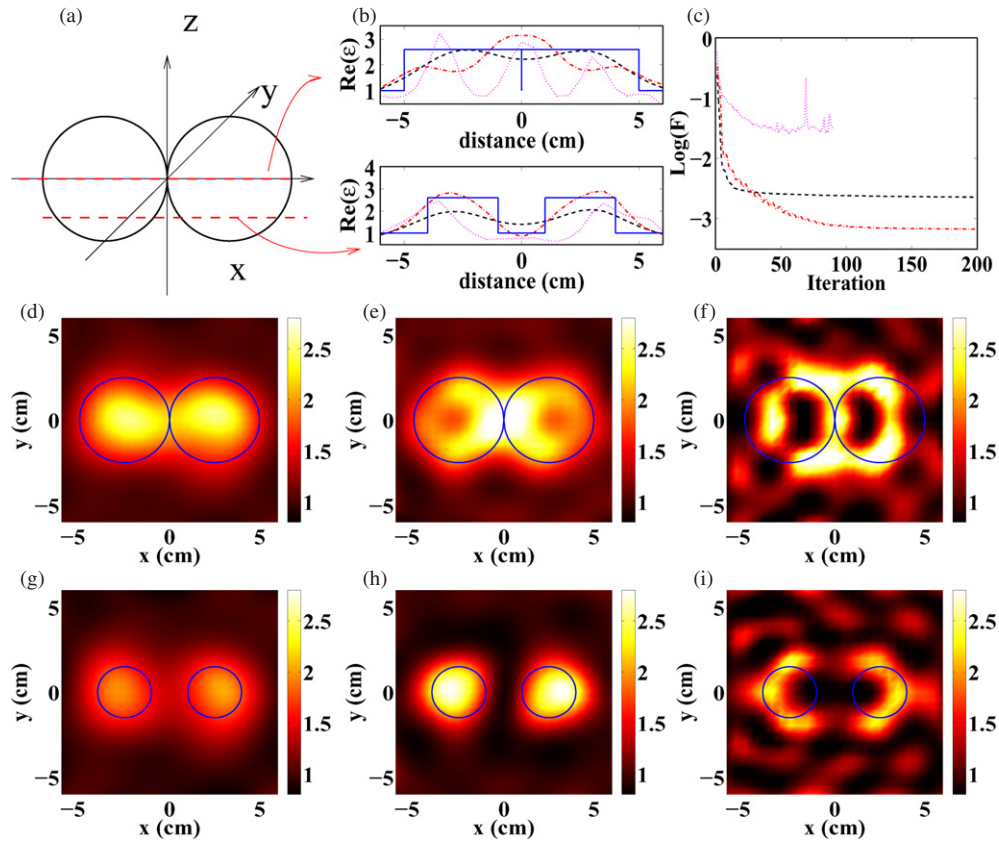 (a)
z
y
x
(b)
3
2
1
Re(ε)
−5
0
5
distance (cm)
4
3
2
1
Re(ε)
−5
0
5
distance (cm)
(c)
0
−1
−2
−3
Log(F)
0
50
100
150
200
Iteration
(d)
5
0
−5
y (cm)
−5
0
5
x (cm)
2.5
2
1.5
1
(e)
5
0
−5
y (cm)
−5
0
5
x (cm)
2.5
2
1.5
1
(f)
5
0
−5
y (cm)
−5
0
5
x (cm)
2.5
2
1.5
1
(g)
5
0
−5
y (cm)
−5
0
5
x (cm)
2.5
2
1.5
1
(h)
5
0
−5
y (cm)
−5
0
5
x (cm)
2.5
2
1.5
1
(i)
5
0
−5
y (cm)
−5
0
5
x (cm)
2.5
2
1.5
1